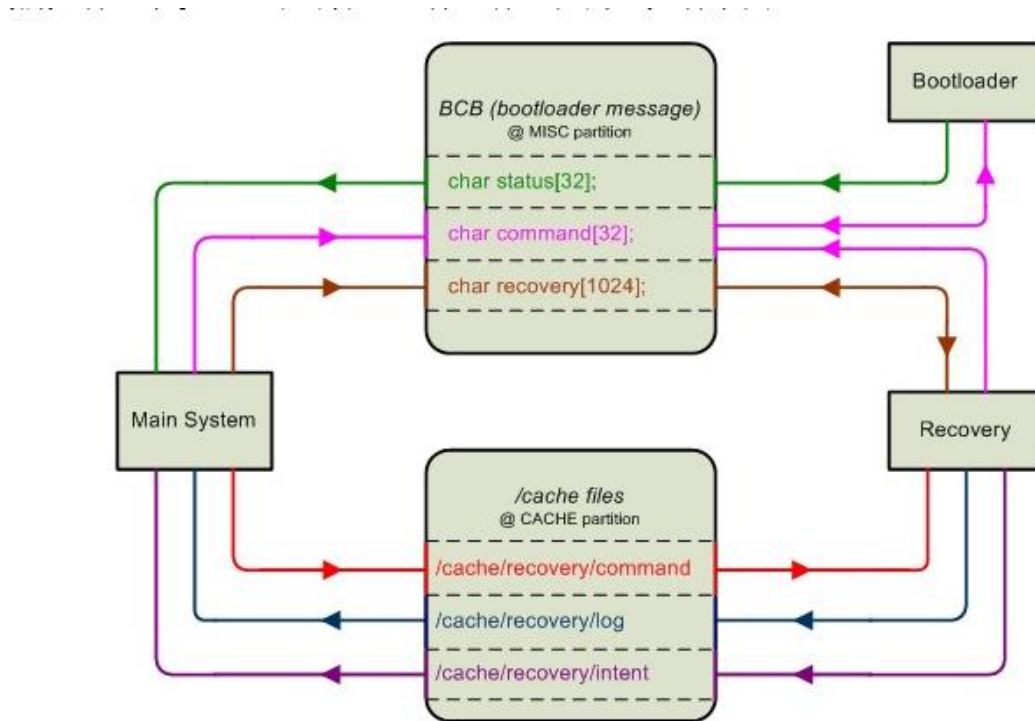 BCB (bootloader message)
@ MISC partition
Bootloader
char status[32];
char command[32];
char recovery[1024];
Main System
Recovery
/cache files
@ CACHE partition
/cache/recovery/command
/cache/recovery/log
/cache/recovery/intent